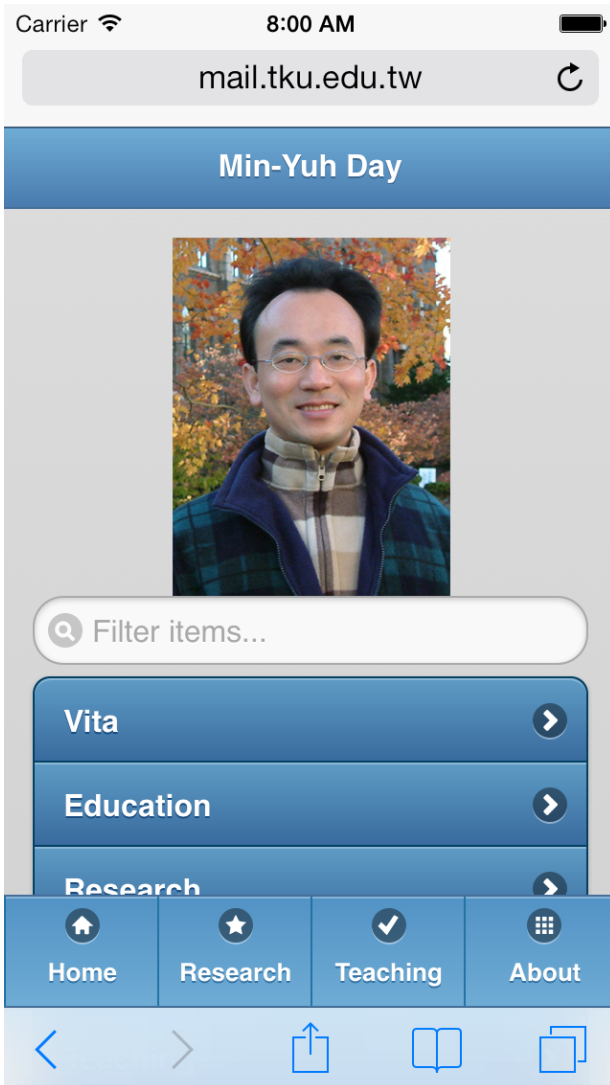 Carrier 8:00 AM
mail.tku.edu.tw
Min-Yuh Day
Filter items...
Vita
Education
Research
Home Research Teaching About